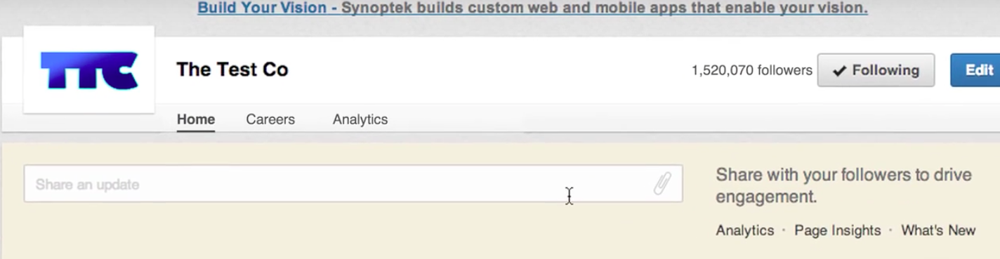 Build Your Vision - Synoptek builds custom web and mobile apps that enable your vision.
TTC
The Test Co
1,520,070 followers
Following
Edit
Home
Careers
Analytics
Share an update
Share with your followers to drive
engagement.
Analytics · Page Insights · What's New